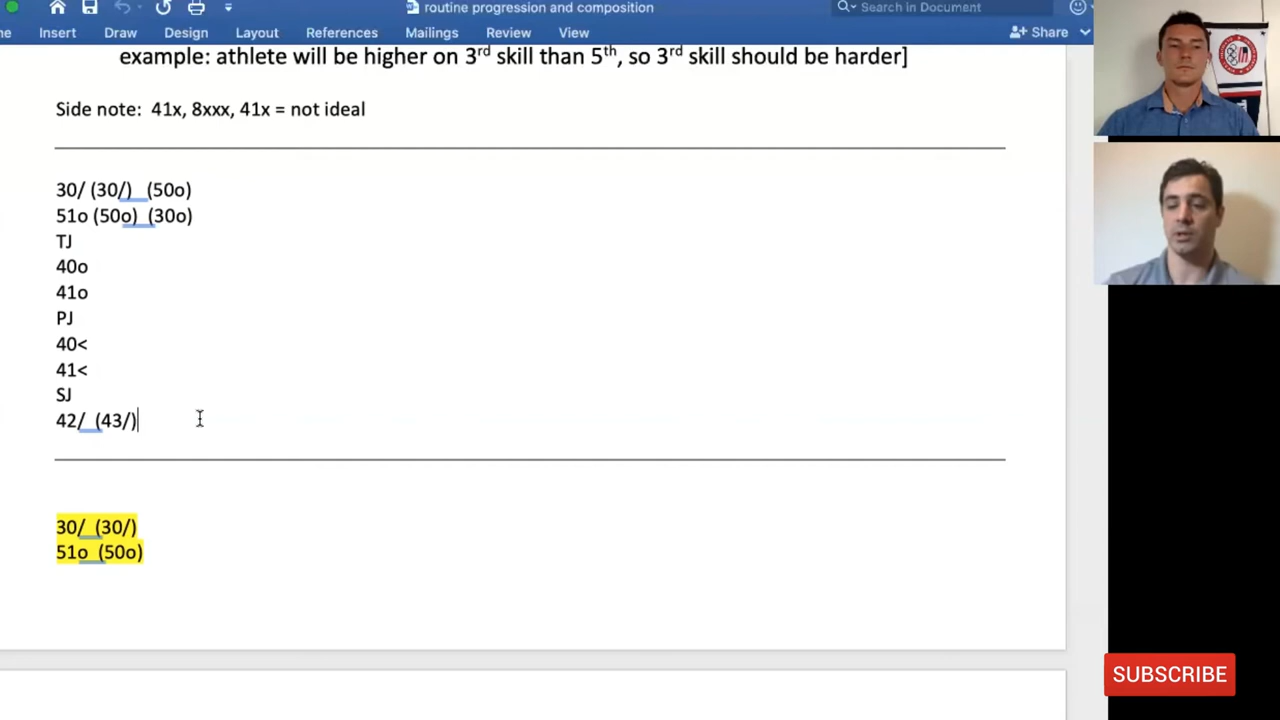 routine progression and composition
Search in Document
Insert Draw Design Layout References Mailings Review View Share
example: athlete will be higher on 3rd skill than 5th, so 3rd skill should be harder]
Side note: 41x, 8xxx, 41x = not ideal
30/ (30/) (50o)
51o (50o) (30o)
TJ
40o
41o
PJ
40<
41<
SJ
42/ (43/)
30/ (30/)
51o (50o)
SUBSCRIBE